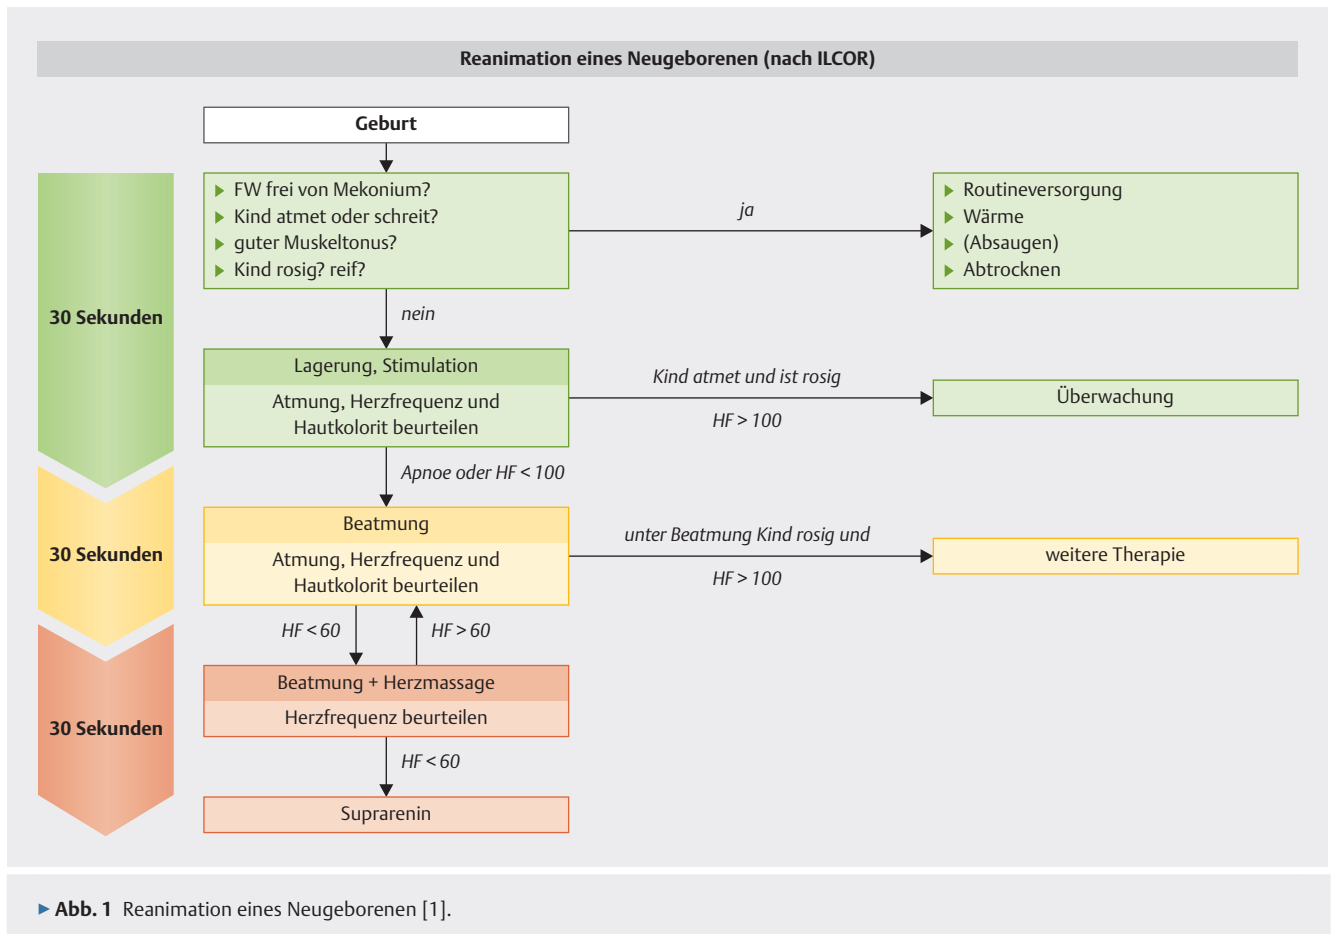 Reanimation eines Neugeborenen (nach ILCOR)
Geburt
FW frei von Mekonium?
Kind atmet oder schreit?
guter Muskeltonus?
Kind rosig? reif?
ja
Routineversorgung
Wärme
(Absaugen)
Abtrocknen
30 Sekunden
nein
Lagerung, Stimulation
Atmung, Herzfrequenz und
Hautkolorit beurteilen
Kind atmet und ist rosig
HF > 100
Überwachung
Apnoe oder HF < 100
30 Sekunden
Beatmung
Atmung, Herzfrequenz und
Hautkolorit beurteilen
unter Beatmung Kind rosig und
HF > 100
weitere Therapie
HF < 60
HF > 60
30 Sekunden
Beatmung + Herzmassage
Herzfrequenz beurteilen
HF < 60
Suprarenin
Abb. 1 Reanimation eines Neugeborenen [1].